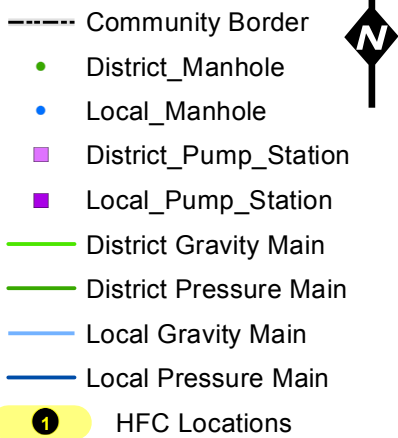 Community Border
N
District_Manhole
Local_Manhole
District_Pump_Station
Local_Pump_Station
District Gravity Main
District Pressure Main
Local Gravity Main
Local Pressure Main
1 HFC Locations